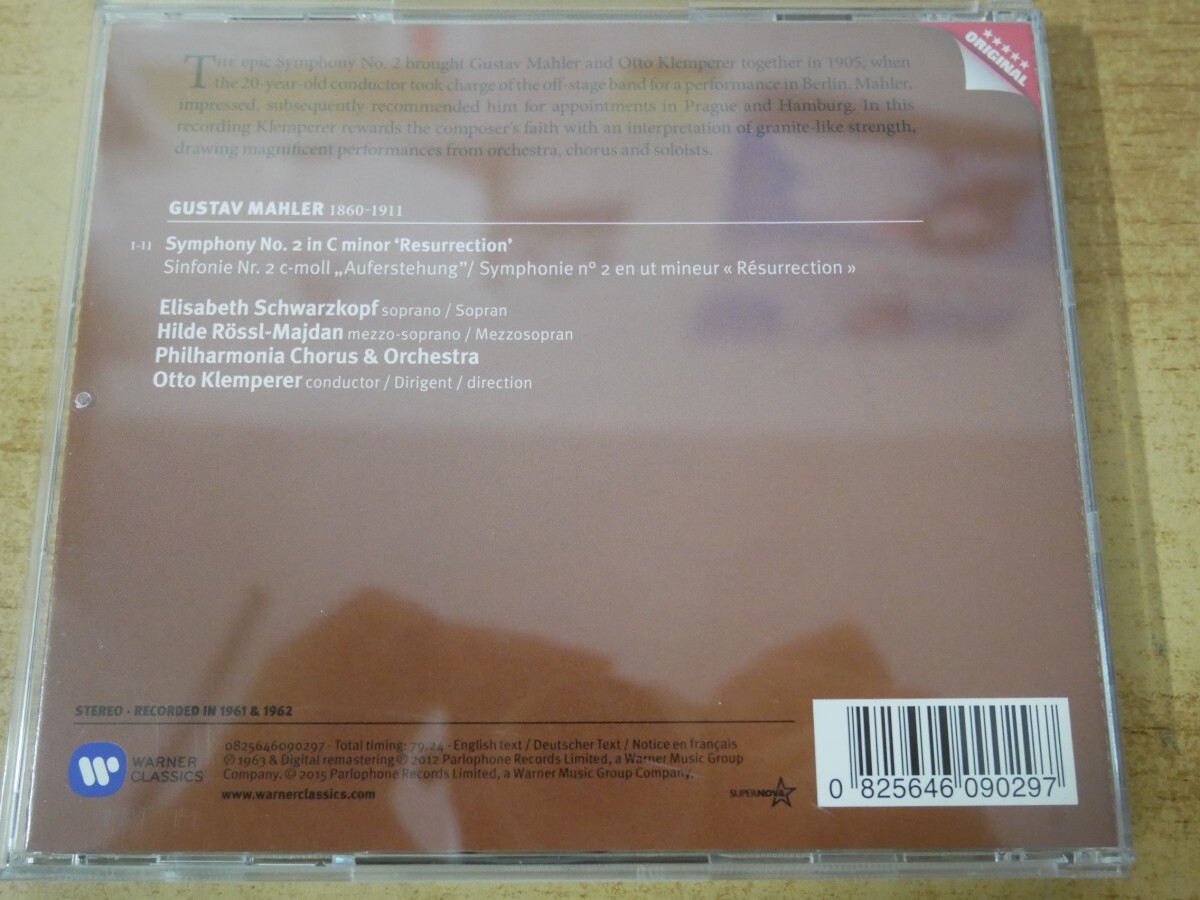 ORIGINAL
THE epic Symphony No. 2 brought Gustav Mahler and Otto Klemperer together in 1905, when
the 20-year-old conductor took charge of the off-stage band for a performance in Berlin. Mahler,
impressed, subsequently recommended him for appointments in Prague and Hamburg. In this
recording Klemperer rewards the composer's faith with an interpretation of granite-like strength,
drawing magnificent performances from orchestra, chorus and soloists.
GUSTAV MAHLER 1860-1911
1-11 Symphony No. 2 in C minor ‘Resurrection’
Sinfonie Nr. 2 c-moll „Auferstehung”/ Symphonie n° 2 en ut mineur « Résurrection »
Elisabeth Schwarzkopf soprano / Sopran
Hilde Rössl-Majdan mezzo-soprano / Mezzosopran
Philharmonia Chorus & Orchestra
Otto Klemperer conductor / Dirigent / direction
STEREO · RECORDED IN 1961 & 1962
WARNER
CLASSICS
0825646090297 · Total timing: 79.24 · English text / Deutscher Text / Notice en français
℗ 1963 & Digital remastering ℗ 2012 Parlophone Records Limited, a Warner Music Group
Company. © 2015 Parlophone Records Limited, a Warner Music Group Company.
www.warnerclassics.com
SUPERNOVA
0 825646 090297